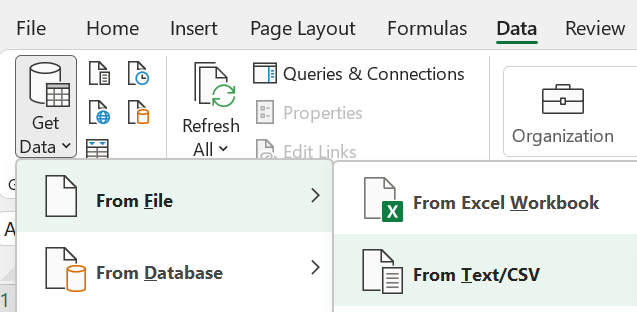 File Home Insert Page Layout Formulas Data Review
Get Data
Refresh All
Queries & Connections
Properties
Edit Links
Organization
From File
From Database
From Excel Workbook
From Text/CSV
1